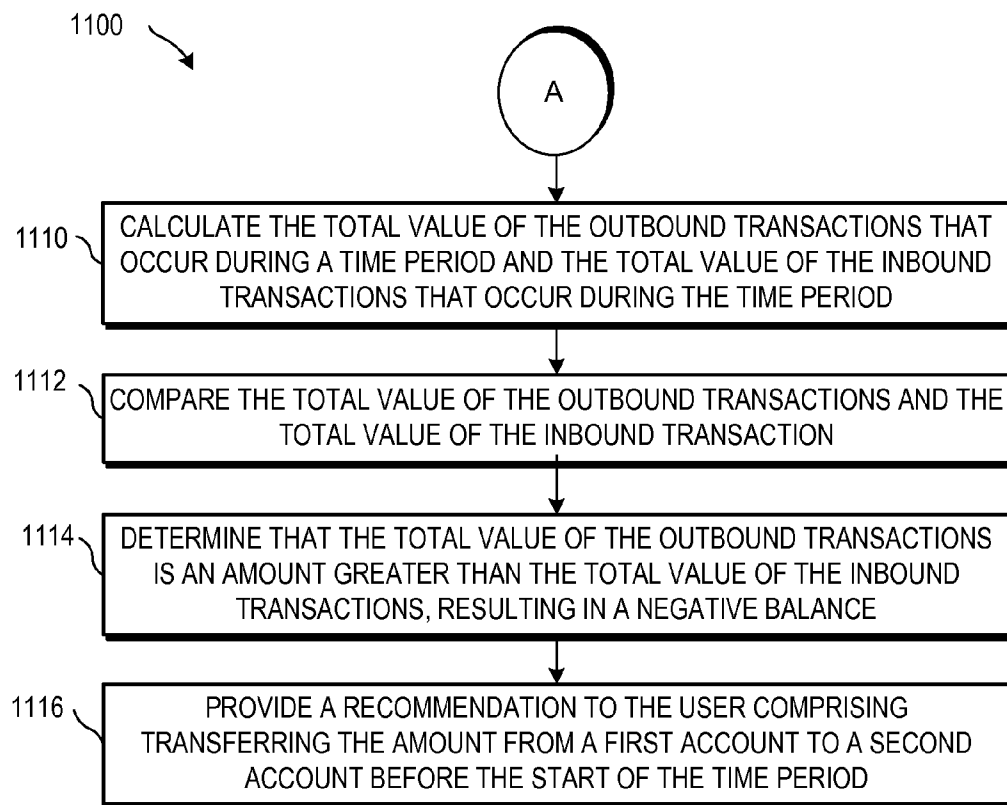 1100
A
1110
CALCULATE THE TOTAL VALUE OF THE OUTBOUND TRANSACTIONS THAT
OCCUR DURING A TIME PERIOD AND THE TOTAL VALUE OF THE INBOUND
TRANSACTIONS THAT OCCUR DURING THE TIME PERIOD
1112
COMPARE THE TOTAL VALUE OF THE OUTBOUND TRANSACTIONS AND THE
TOTAL VALUE OF THE INBOUND TRANSACTION
1114
DETERMINE THAT THE TOTAL VALUE OF THE OUTBOUND TRANSACTIONS
IS AN AMOUNT GREATER THAN THE TOTAL VALUE OF THE INBOUND
TRANSACTIONS, RESULTING IN A NEGATIVE BALANCE
1116
PROVIDE A RECOMMENDATION TO THE USER COMPRISING
TRANSFERRING THE AMOUNT FROM A FIRST ACCOUNT TO A SECOND
ACCOUNT BEFORE THE START OF THE TIME PERIOD